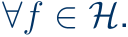 ∀f ∈ ℋ.